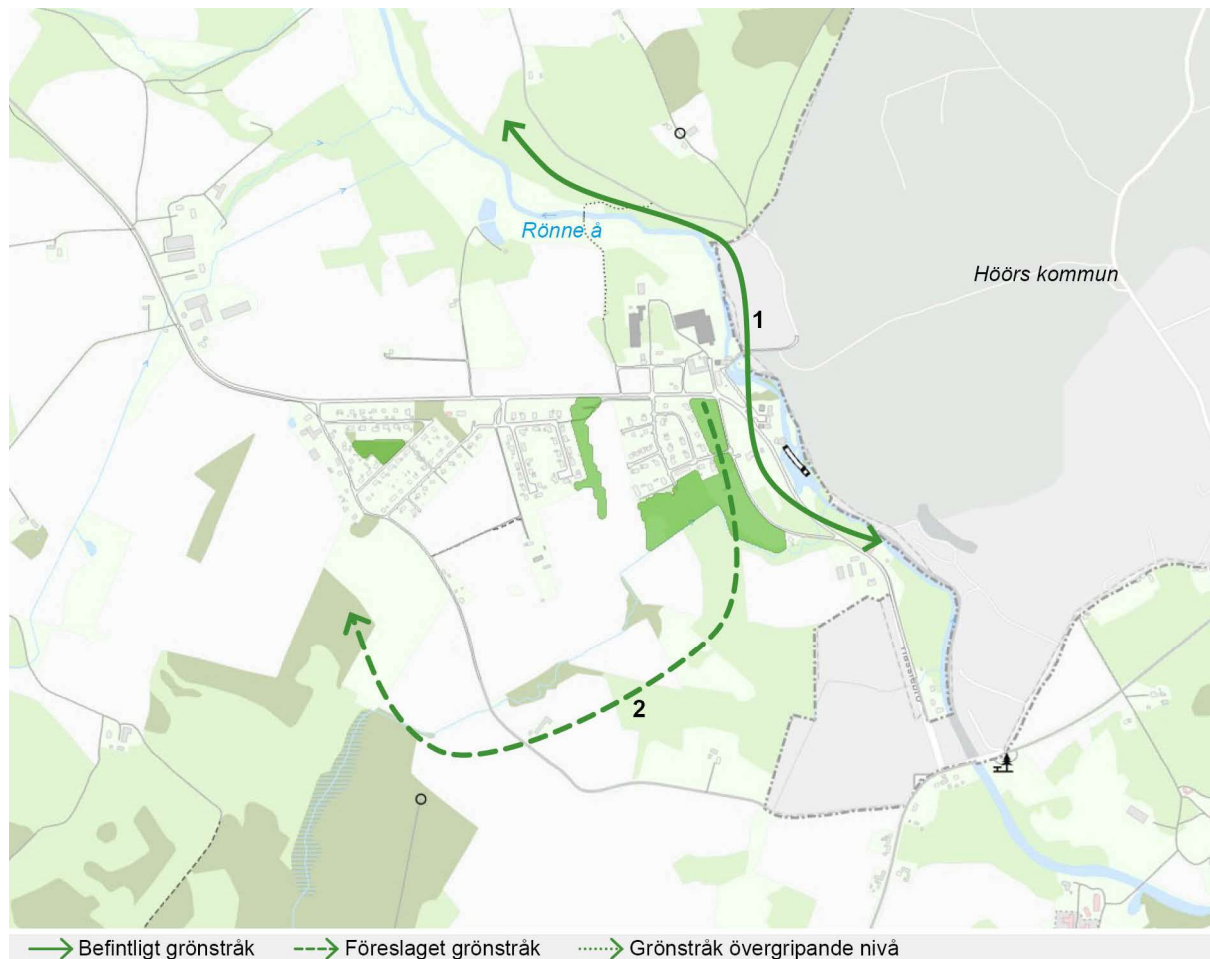 Rönne å
Höörs kommun
1
2
Befintligt grönstråk
Föreslaget grönstråk
Grönstråk övergripande nivå